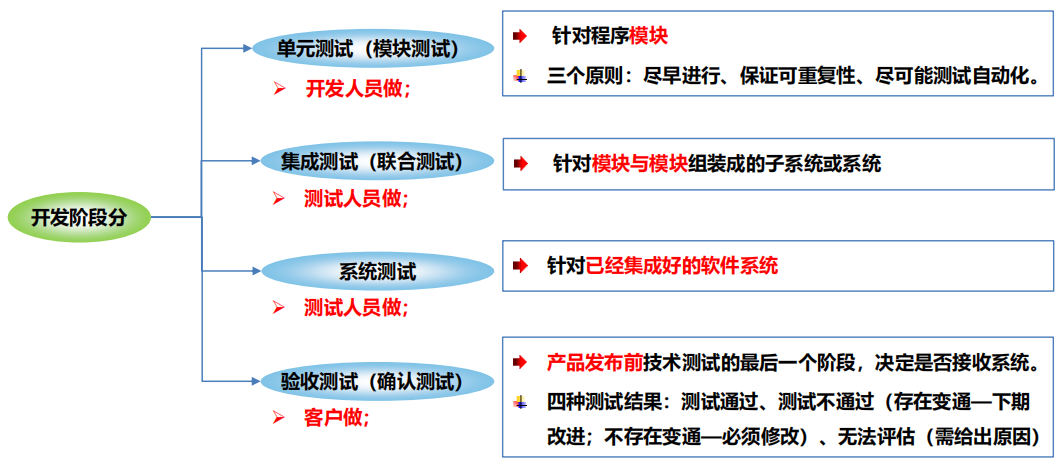 开发阶段分
单元测试（模块测试）
开发人员做；
针对程序模块
三个原则：尽早进行、保证可重复性、尽可能测试自动化。
集成测试（联合测试）
测试人员做；
针对模块与模块组装成的子系统或系统
系统测试
测试人员做；
针对已经集成好的软件系统
验收测试（确认测试）
客户做；
产品发布前技术测试的最后一个阶段，决定是否接收系统。
四种测试结果：测试通过、测试不通过（存在变通—下期
改进；不存在变通—必须修改）、无法评估（需给出原因）